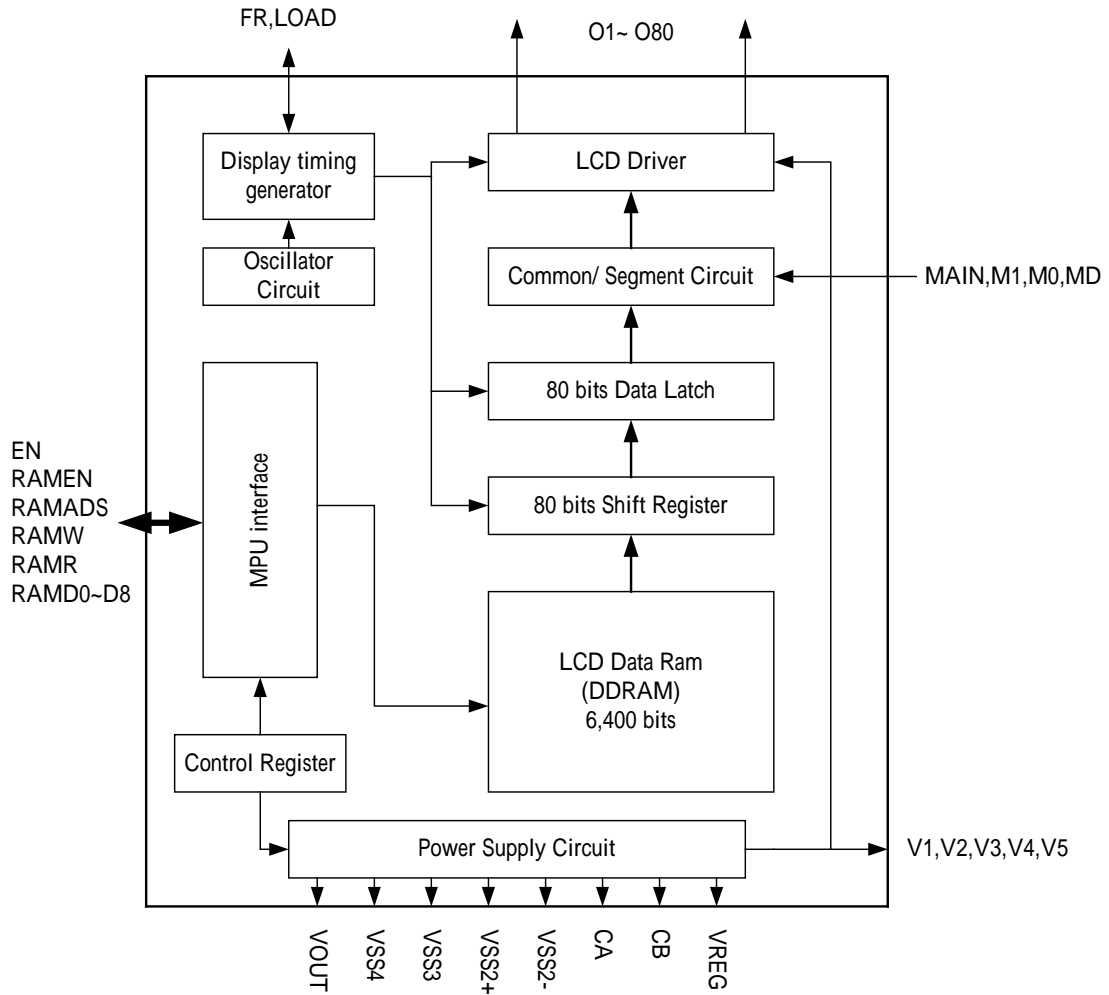 FR,LOAD
O1~ O80
Display timing
generator
LCD Driver
Oscillator
Circuit
Common/ Segment Circuit
MAIN,M1,M0,MD
80 bits Data Latch
EN
RAMEN
RAMADS
RAMW
RAMR
RAMD0~D8
MPU interface
80 bits Shift Register
LCD Data Ram
(DDRAM)
6,400 bits
Control Register
Power Supply Circuit
V1,V2,V3,V4,V5
VOUT
VSS4
VSS3
VSS2+
VSS2-
CA
CB
VREG